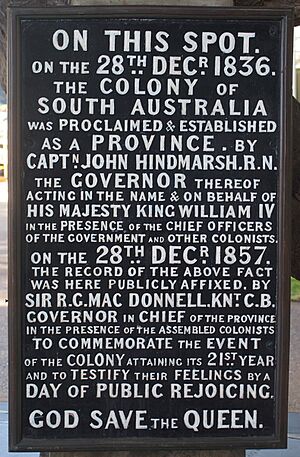 ON THIS SPOT.
ON THE 28TH. DECR. 1836.
THE COLONY OF
SOUTH AUSTRALIA
WAS PROCLAIMED & ESTABLISHED
AS A PROVINCE. BY
CAPTN. JOHN HINDMARSH.R.N.
THE GOVERNOR THEREOF
ACTING IN THE NAME & ON BEHALF OF
HIS MAJESTY KING WILLIAM IV
IN THE PRESENCE OF THE CHIEF OFFICERS
OF THE GOVERNMENT AND OTHER COLONISTS.
ON THE 28TH. DECR. 1857.
THE RECORD OF THE ABOVE FACT
WAS HERE PUBLICLY AFFIXED. BY
SIR R.G. MAC DONNELL. KNT. C.B.
GOVERNOR IN CHIEF OF THE PROVINCE
IN THE PRESENCE OF THE ASSEMBLED COLONISTS
TO COMMEMORATE THE EVENT
OF THE COLONY ATTAINING ITS 21ST. YEAR
AND TO TESTIFY THEIR FEELINGS BY A
DAY OF PUBLIC REJOICING.
GOD SAVE THE QUEEN.